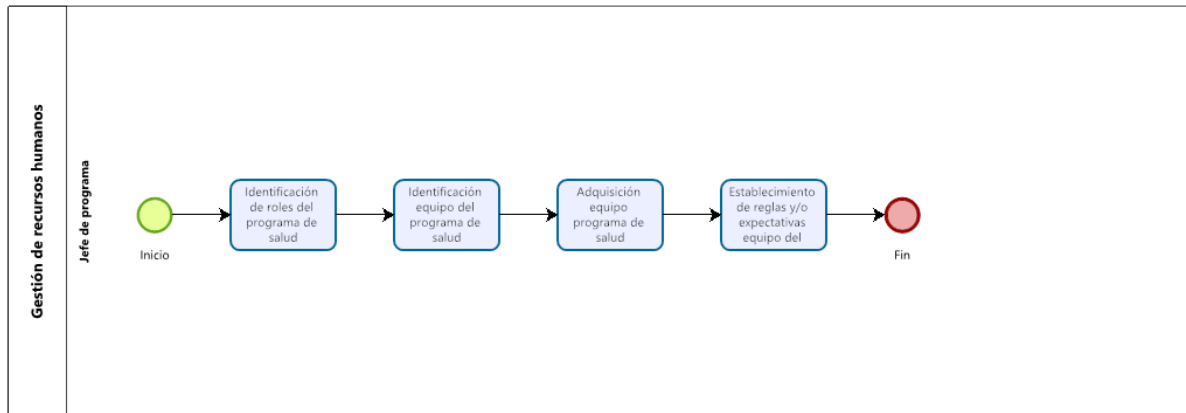 Gestión de recursos humanos
Jefe de programa
Inicio
Identificación
de roles del
programa de
salud
Identificación
equipo del
programa de
salud
Adquisición
equipo
programa de
salud
Establecimiento
de reglas y/o
expectativas
equipo del
Fin